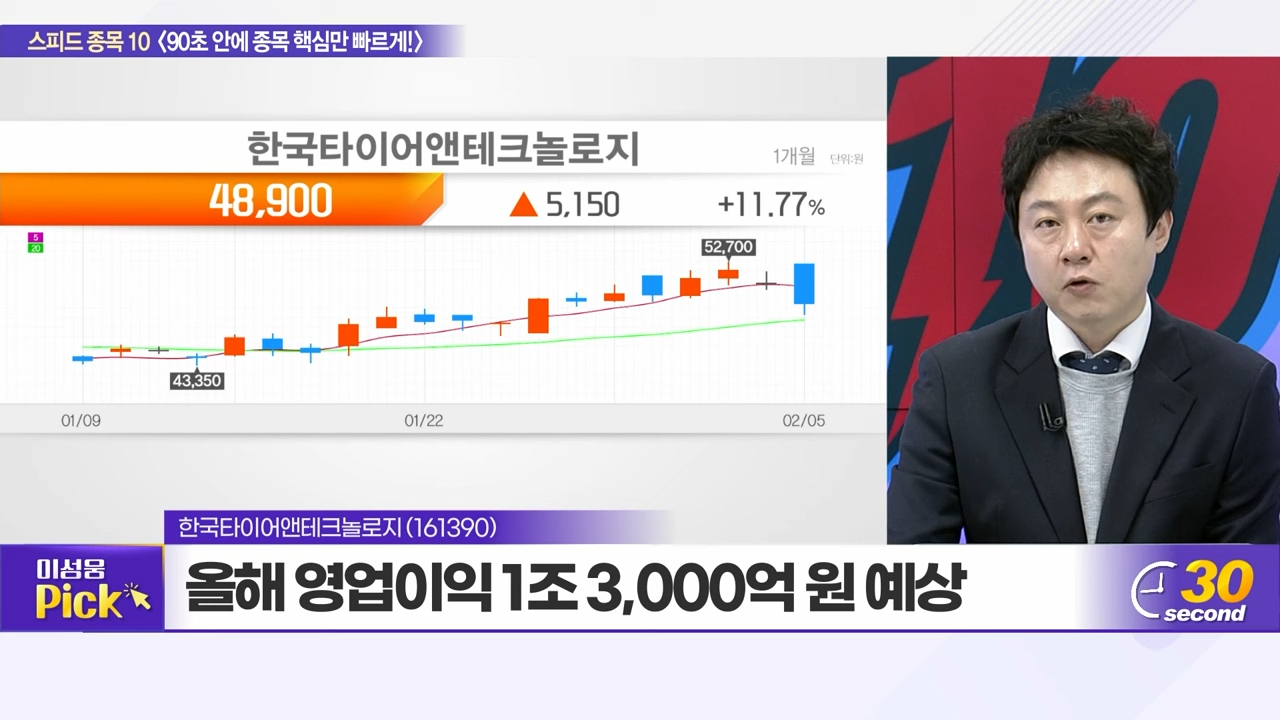 스피드 종목 10 〈90초 안에 종목 핵심만 빠르게!〉
한국타이어앤테크놀로지
1개월 단위:원
48,900 ▲ 5,150 +11.77%
5
20
52,700
43,350
01/09 01/22 02/05
한국타이어앤테크놀로지 (161390)
미성웅
Pick
올해 영업이익 1조 3,000억 원 예상
30
second
10